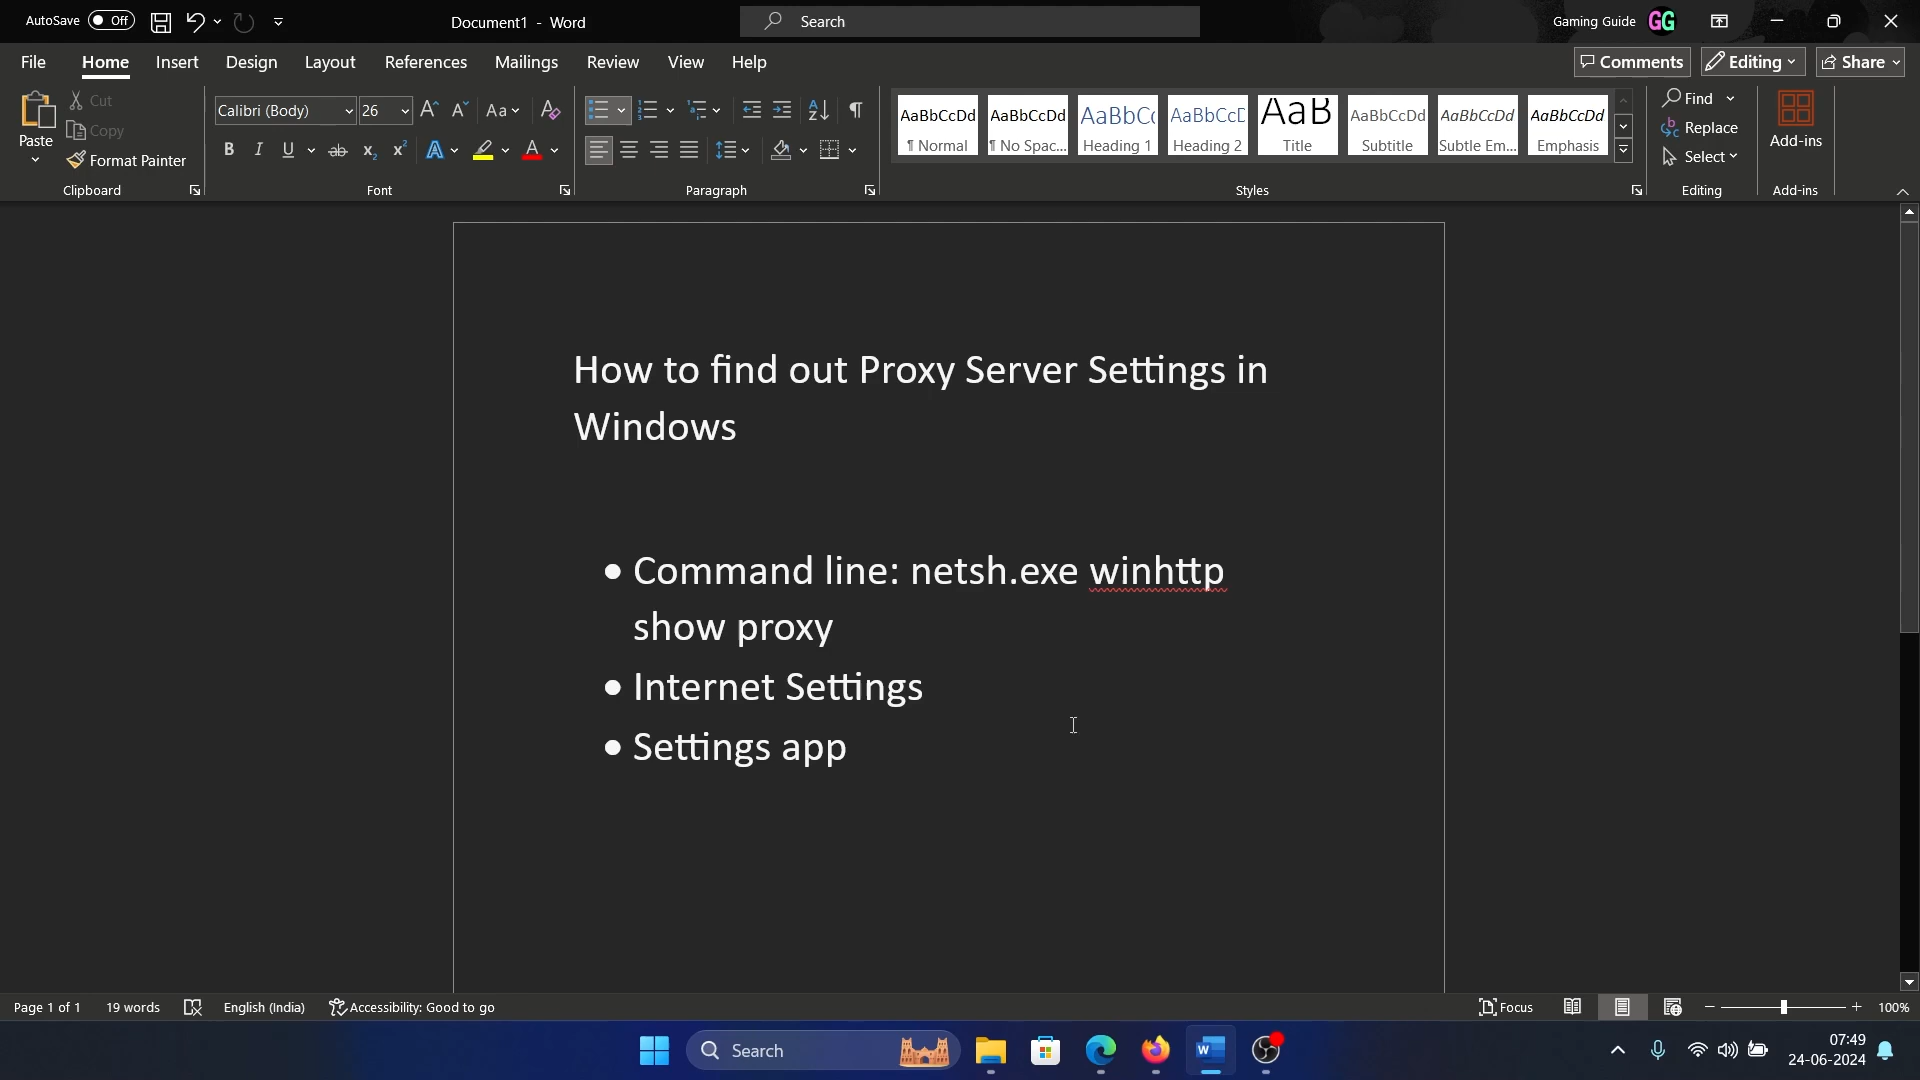 AutoSave Off
Document1 - Word
Search
Gaming Guide GG
File Home Insert Design Layout References Mailings Review View Help
Comments Editing Share
Paste
Cut
Copy
Format Painter
Clipboard
Calibri (Body) 26
Font
Paragraph
AaBbCcDd AaBbCcDd AaBbC( AaBbCcD AaB AaBbCcDd AaBbCcDd AaBbCcDd
¶ Normal ¶ No Spac... Heading 1 Heading 2 Title Subtitle Subtle Em... Emphasis
Styles
Find
Replace
Select
Editing
Add-ins
Add-ins
How to find out Proxy Server Settings in
Windows
• Command line: netsh.exe winhttp
show proxy
• Internet Settings
• Settings app
Page 1 of 1 19 words English (India) Accessibility: Good to go
Focus 100%
Search
07:49
24-06-2024